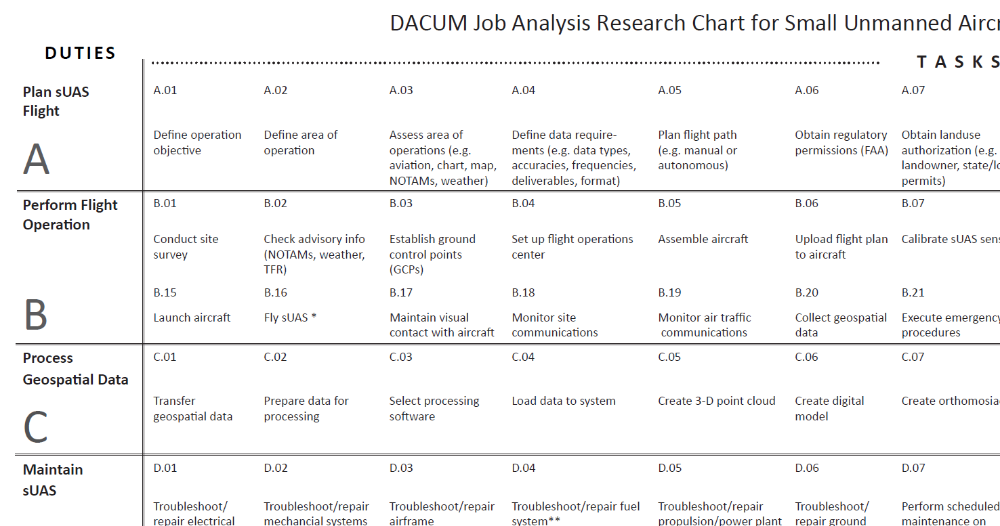 DACUM Job Analysis Research Chart for Small Unmanned
DUTIES
TASKS
Plan sUAS
Flight
A
A.01 A.02 A.03 A.04 A.05 A.06 A.07
Define operation Define area of Assess area of Define data require- Plan flight path Obtain regulatory Obtain landuse
objective operation operations (e.g. ments (e.g. data types, (e.g. manual or permissions (FAA) authorization (e.g.
aviation, chart, map, accuracies, frequencies, autonomous) landowner,
NOTAMs, weather) deliverables, format) permits)
Perform Flight
Operation
B
B.01 B.02 B.03 B.04 B.05 B.06 B.07
Conduct site Check advisory info Establish ground Set up flight operations Assemble aircraft Upload flight plan Calibrate sUAS
survey (NOTAMs, weather, control points center to aircraft
TFR) (GCPs)
B.15 B.16 B.17 B.18 B.19 B.20 B.21
Launch aircraft Fly sUAS * Maintain visual Monitor site Monitor air traffic Collect geospatial Execute emergency
contact with aircraft communications communications data procedures
Process
Geospatial Data
C
C.01 C.02 C.03 C.04 C.05 C.06 C.07
Transfer Prepare data for Select processing Load data to system Create 3-D point cloud Create digital Create
geospatial data processing software model
Maintain
sUAS
D.01 D.02 D.03 D.04 D.05 D.06 D.07
Troubleshoot/ Troubleshoot/repair Troubleshoot/repair Troubleshoot/repair fuel Troubleshoot/repair Troubleshoot/ Perform scheduled
repair electrical mechancial systems airframe system** propulsion/power plant repair ground maintenance on